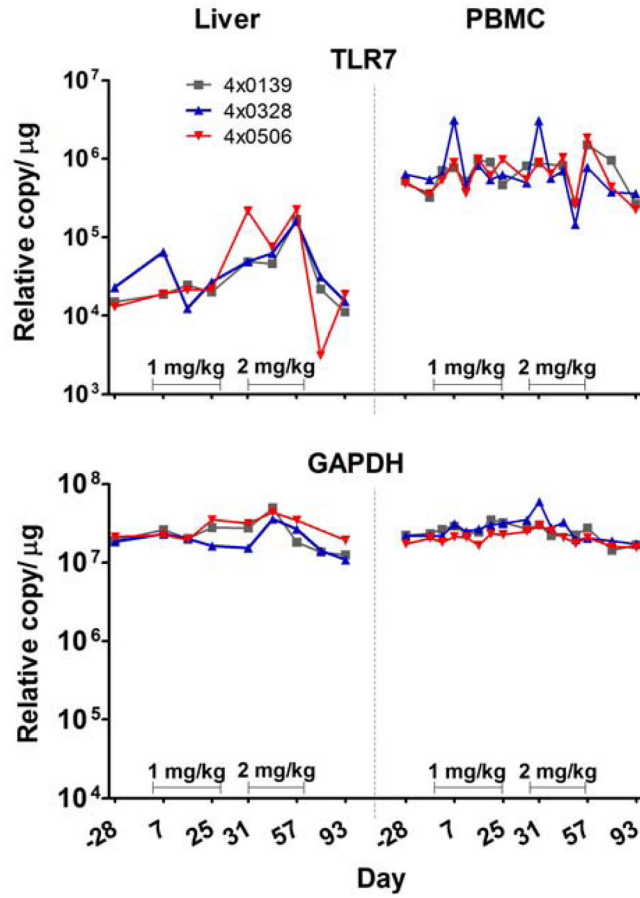 Liver PBMC
TLR7
Relative copy/ µg
10⁷
10⁶
10⁵
10⁴
10³
4x0139
4x0328
4x0506
1 mg/kg 2 mg/kg 1 mg/kg 2 mg/kg
GAPDH
Relative copy/ µg
10⁸
10⁷
10⁶
10⁵
10⁴
1 mg/kg 2 mg/kg 1 mg/kg 2 mg/kg
-28 7 25 31 57 93 -28 7 25 31 57 93
Day